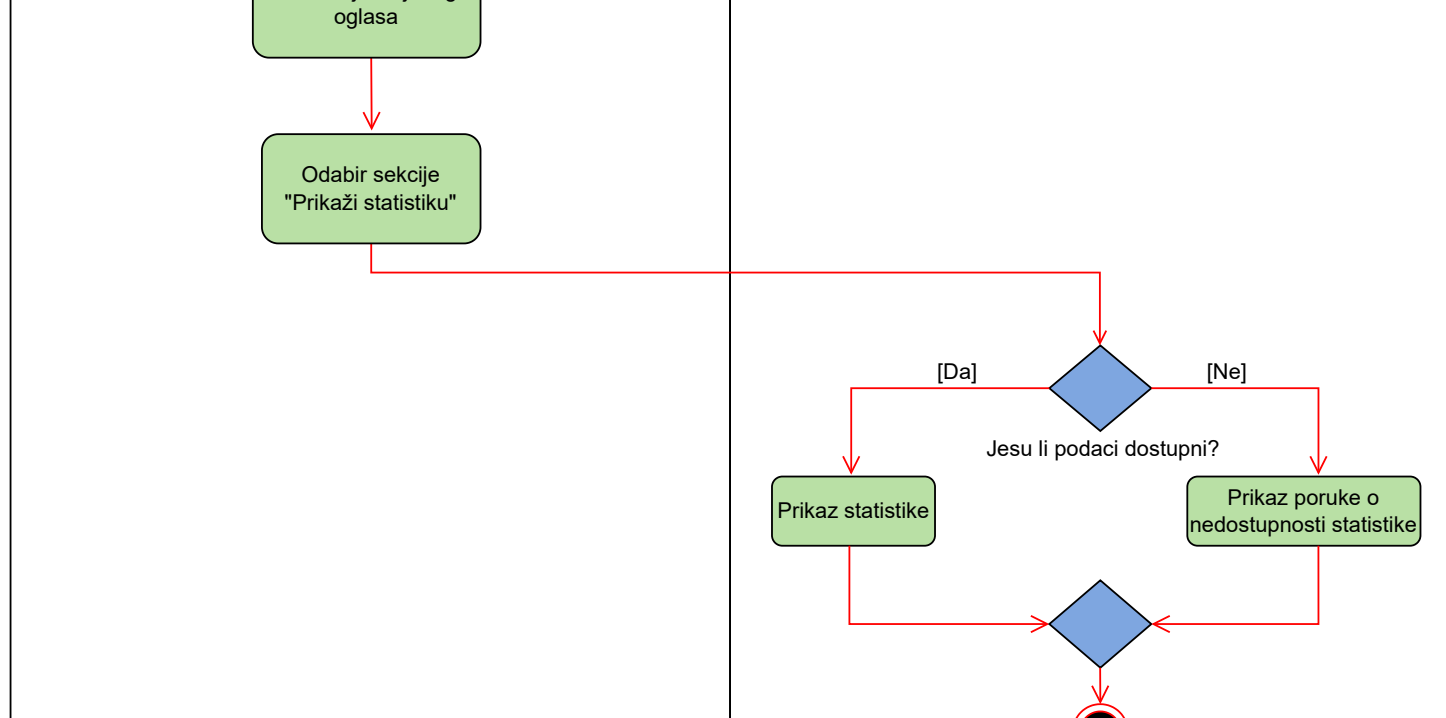 oglasa
Odabir sekcije
"Prikaži statistiku"
[Da]
[Ne]
Jesu li podaci dostupni?
Prikaz statistike
Prikaz poruke o
nedostupnosti statistike